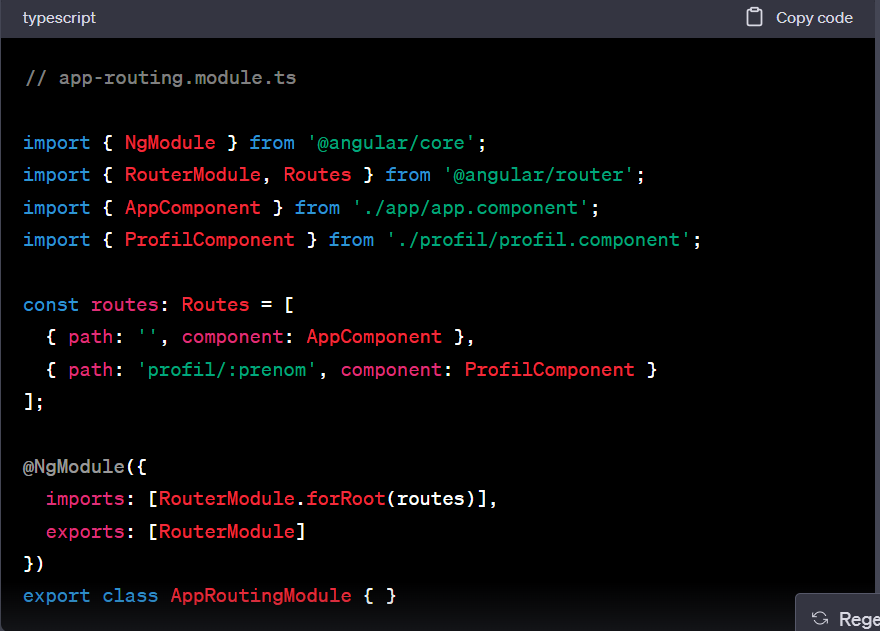 typescript
Copy code
// app-routing.module.ts
import { NgModule } from '@angular/core';
import { RouterModule, Routes } from '@angular/router';
import { AppComponent } from './app/app.component';
import { ProfilComponent } from './profil/profil.component';
const routes: Routes = [
  { path: '', component: AppComponent },
  { path: 'profil/:prenom', component: ProfilComponent }
];
@NgModule({
  imports: [RouterModule.forRoot(routes)],
  exports: [RouterModule]
})
export class AppRoutingModule { }
Rege